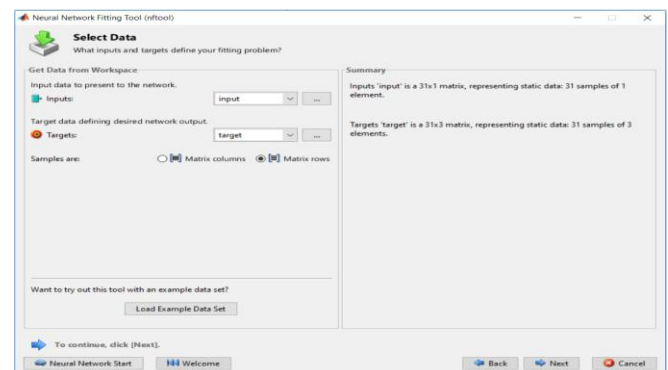 Neural Network Fitting Tool (nftool)
Select Data
What inputs and targets define your fitting problem?
Get Data from Workspace
Input data to present to the network.
Inputs:
input
...
Target data defining desired network output.
Targets:
target
...
Samples are:
Matrix columns
Matrix rows
Want to try out this tool with an example data set?
Load Example Data Set
Summary
Inputs 'input' is a 31x1 matrix, representing static data: 31 samples of 1
element.
Targets 'target' is a 31x3 matrix, representing static data: 31 samples of 3
elements.
To continue, click [Next].
Neural Network Start
Welcome
Back
Next
Cancel